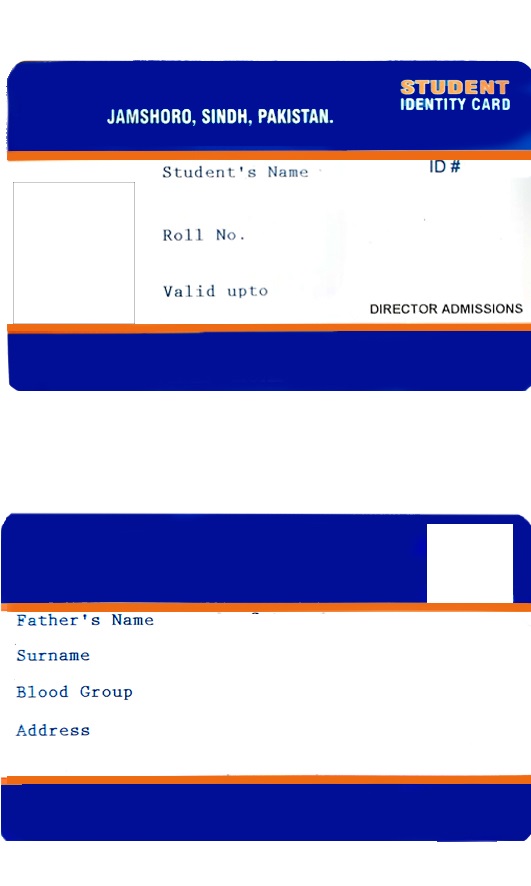 STUDENT
IDENTITY CARD
JAMSHORO, SINDH, PAKISTAN.
Student's Name
ID #
Roll No.
Valid upto
DIRECTOR ADMISSIONS
Father's Name
Surname
Blood Group
Address